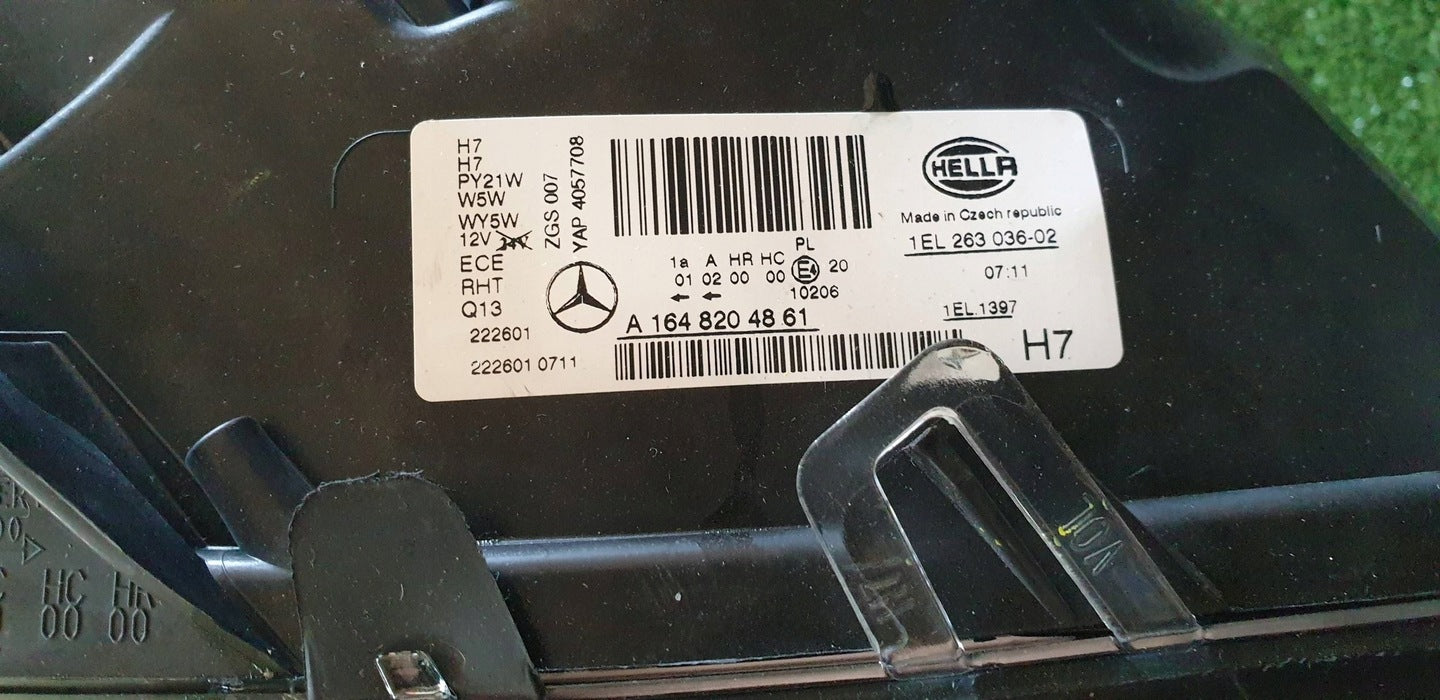 H7
H7
PY21W
W5W
WY5W
12V
ECE
RHT
Q13
222601
222601 0711
ZGS 007
YAP 4057708
PL
1a A HR HC
01 02 00 00 E4 20
10206
A 164 820 48 61
HELLA
Made in Czech republic
1EL 263 036-02
07:11
1EL.1397
H7
HC
00 00
VOL